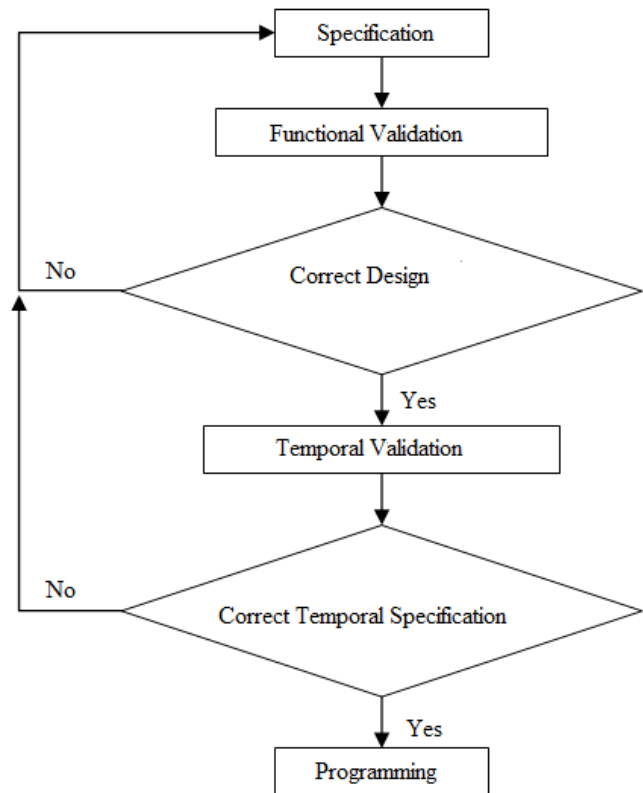 Specification
Functional Validation
Correct Design
No
Yes
Temporal Validation
No
Correct Temporal Specification
Yes
Programming